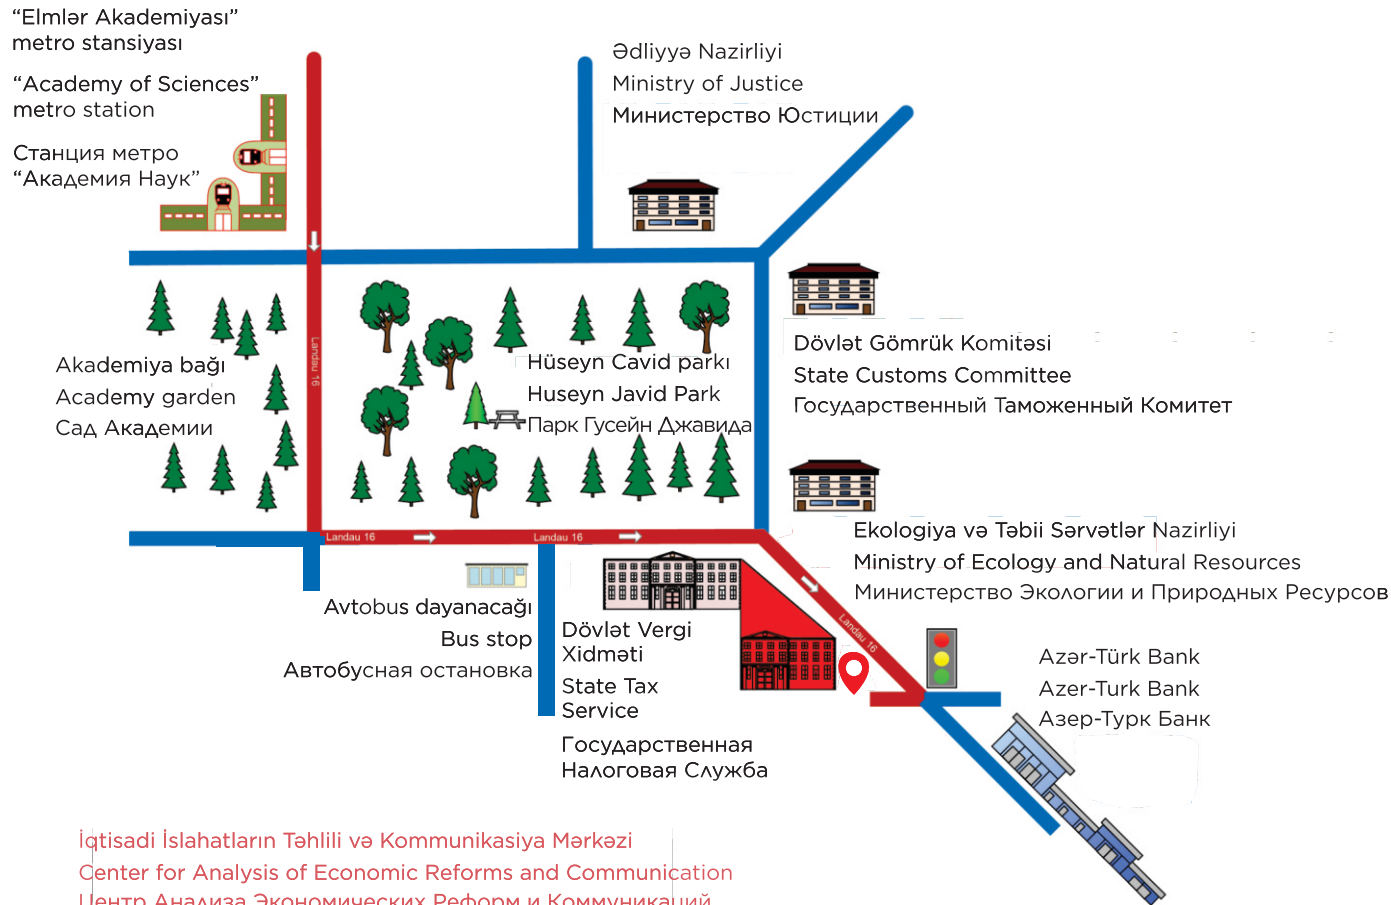 “Elmlər Akademiyası”
metro stansiyası
“Academy of Sciences”
metro station
Станция метро
“Академия Наук”
Ədliyyə Nazirliyi
Ministry of Justice
Министерство Юстиции
Landau 16
Akademiya bağı
Academy garden
Сад Академии
Hüseyn Cavid parkı
Huseyn Javid Park
Парк Гусейн Джавида
Dövlət Gömrük Komitəsi
State Customs Committee
Государственный Таможенный Комитет
Landau 16
Landau 16
Ekologiya və Təbii Sərvətlər Nazirliyi
Ministry of Ecology and Natural Resources
Министерство Экологии и Природных Ресурсов
Landau 16
Avtobus dayanacağı
Bus stop
Автобусная остановка
Dövlət Vergi
Xidməti
State Tax
Service
Государственная
Налоговая Служба
Azər-Türk Bank
Azer-Turk Bank
Азер-Турк Банк
İqtisadi İslahatların Təhlili və Kommunikasiya Mərkəzi
Center for Analysis of Economic Reforms and Communication
Центр Анализа Экономических Реформ и Коммуникаций